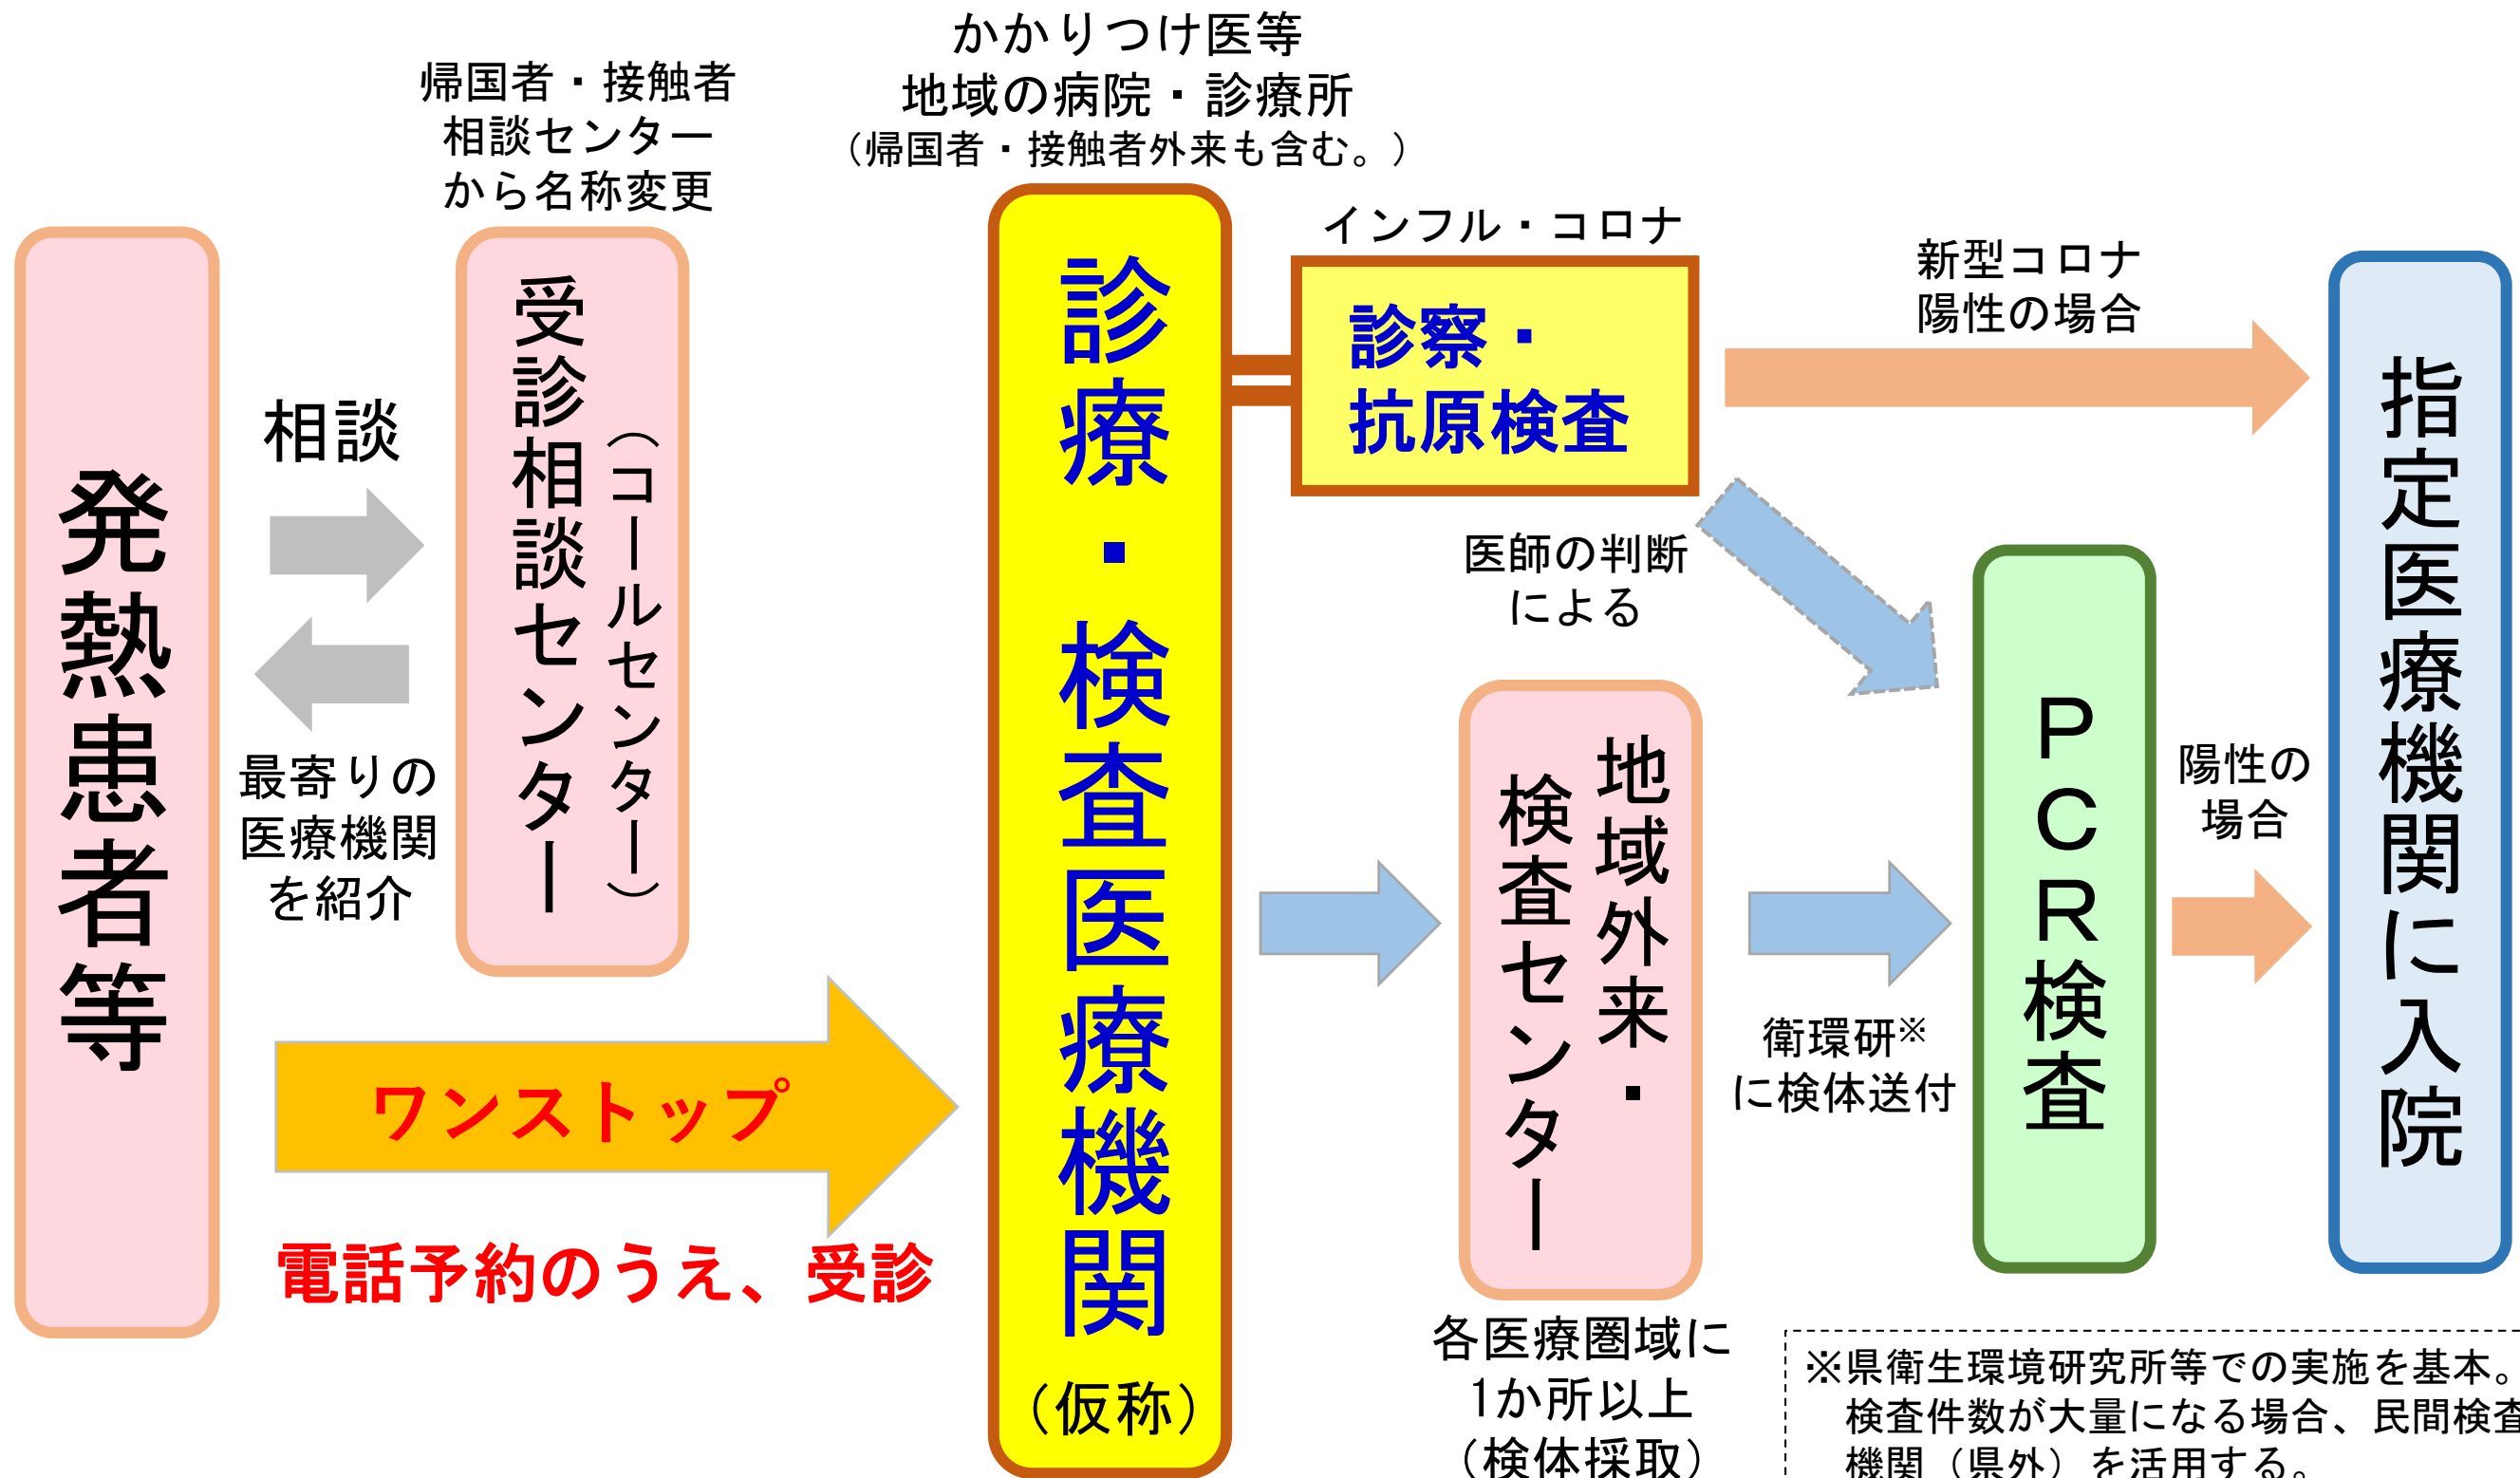 発熱患者等
相談
最寄りの
医療機関
を紹介
帰国者・接触者
相談センター
から名称変更
受診相談センター
（コールセンター）
ワンストップ
電話予約のうえ、受診
かかりつけ医等
地域の病院・診療所
（帰国者・接触者外来も含む。）
診療・検査医療機関
（仮称）
インフル・コロナ
診察・
抗原検査
新型コロナ
陽性の場合
医師の判断
による
地域外来・
検査センター
各医療圏域に
1か所以上
（検体採取）
衛環研※
に検体送付
ＰＣＲ検査
陽性の
場合
指定医療機関に入院
※県衛生環境研究所等での実施を基本。
検査件数が大量になる場合、民間検査
機関（県外）を活用する。